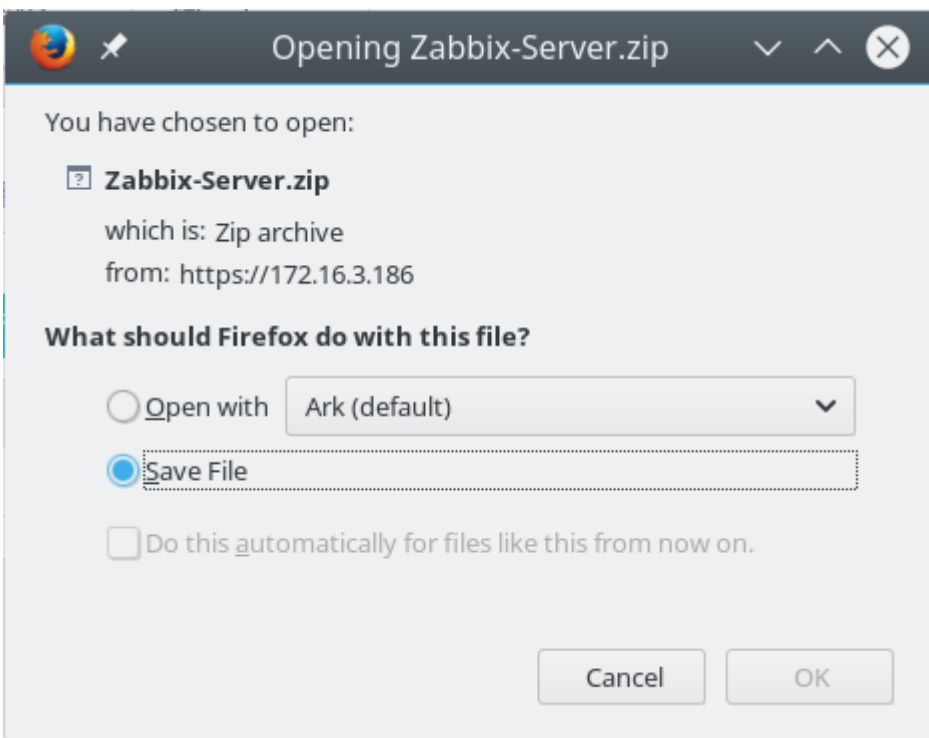 Opening Zabbix-Server.zip
You have chosen to open:
Zabbix-Server.zip
which is: Zip archive
from: https://172.16.3.186
What should Firefox do with this file?
Open with Ark (default)
Save File
Do this automatically for files like this from now on.
Cancel OK